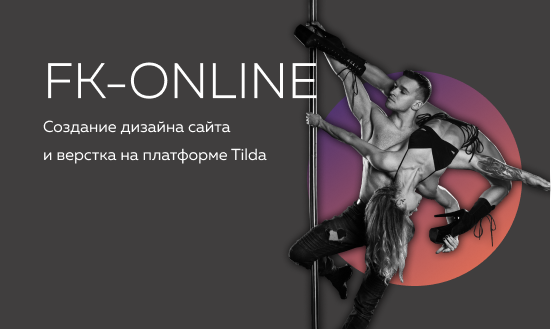 FK-ONLINE
Создание дизайна сайта
и верстка на платформе Tilda